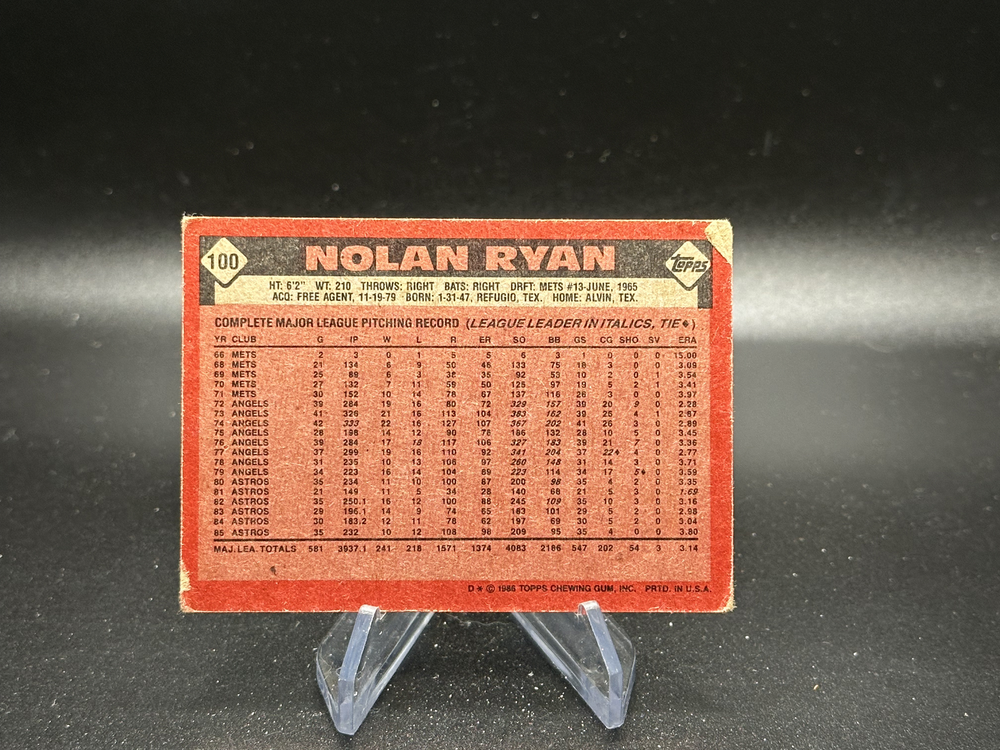 100 NOLAN RYAN Topps
HT: 6'2" WT: 210 THROWS: RIGHT BATS: RIGHT DRFT: METS #13-JUNE, 1965
ACQ: FREE AGENT, 11-19-79 BORN: 1-31-47, REFUGIO, TEX. HOME: ALVIN, TEX.
COMPLETE MAJOR LEAGUE PITCHING RECORD (LEAGUE LEADER IN ITALICS, TIE♦)
YR CLUB G IP W L R ER SO BB GS CG SHO SV ERA
66 METS 2 3 0 1 5 5 6 3 1 0 0 0 15.00
68 METS 21 134 6 9 50 46 133 75 18 3 0 0 3.09
69 METS 25 89 6 3 38 35 92 53 10 2 0 1 3.54
70 METS 27 132 7 11 59 50 125 97 19 5 2 1 3.41
71 METS 30 152 10 14 78 67 137 116 26 3 0 0 3.97
72 ANGELS 39 284 19 16 80 72 329 157 39 20 9 0 2.28
73 ANGELS 41 326 21 16 113 104 383 162 39 26 4 1 2.87
74 ANGELS 42 333 22 16 127 107 367 202 41 26 3 0 2.89
75 ANGELS 28 198 14 12 90 76 186 132 28 10 5 0 3.45
76 ANGELS 39 284 17 18 117 106 327 183 39 21 7 0 3.36
77 ANGELS 37 299 19 16 110 92 341 204 37 22♦ 4 0 2.77
78 ANGELS 31 235 10 13 106 97 260 148 31 14 3 0 3.71
79 ANGELS 34 223 16 14 104 89 223 114 34 17 5♦ 0 3.59
80 ASTROS 35 234 11 10 100 87 200 98 35 4 2 0 3.35
81 ASTROS 21 149 11 5 34 28 140 68 21 5 3 0 1.69
82 ASTROS 35 250.1 16 12 100 88 245 109 35 10 3 0 3.16
83 ASTROS 29 196.1 14 9 74 65 183 101 29 5 2 0 2.98
84 ASTROS 30 183.2 12 11 78 62 197 69 30 5 2 0 3.04
85 ASTROS 35 232 10 12 108 98 209 95 35 4 0 0 3.80
MAJ. LEA. TOTALS 581 3937.1 241 218 1571 1374 4083 2186 547 202 54 3 3.14
D * © 1986 TOPPS CHEWING GUM, INC. PRTD. IN U.S.A.